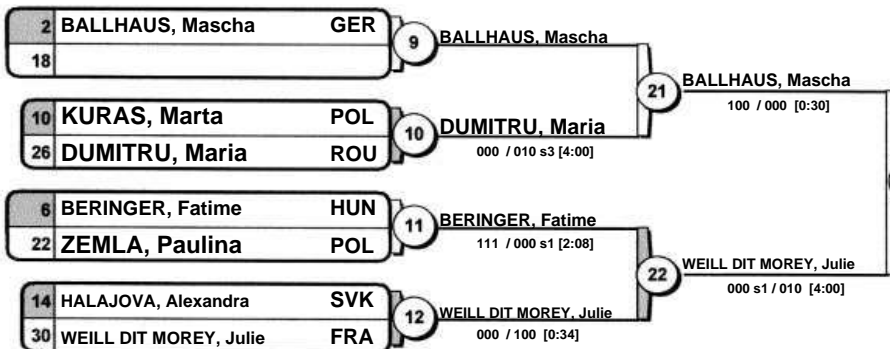 2 BALLHAUS, Mascha GER
18
9
BALLHAUS, Mascha
10 KURAS, Marta POL
26 DUMITRU, Maria ROU
10
DUMITRU, Maria
000 / 010 s3 [4:00]
21
BALLHAUS, Mascha
100 / 000 [0:30]
6 BERINGER, Fatime HUN
22 ZEMLA, Paulina POL
11
BERINGER, Fatime
111 / 000 s1 [2:08]
14 HALAJOVA, Alexandra SVK
30 WEILL DIT MOREY, Julie FRA
12
WEILL DIT MOREY, Julie
000 / 100 [0:34]
22
WEILL DIT MOREY, Julie
000 s1 / 010 [4:00]